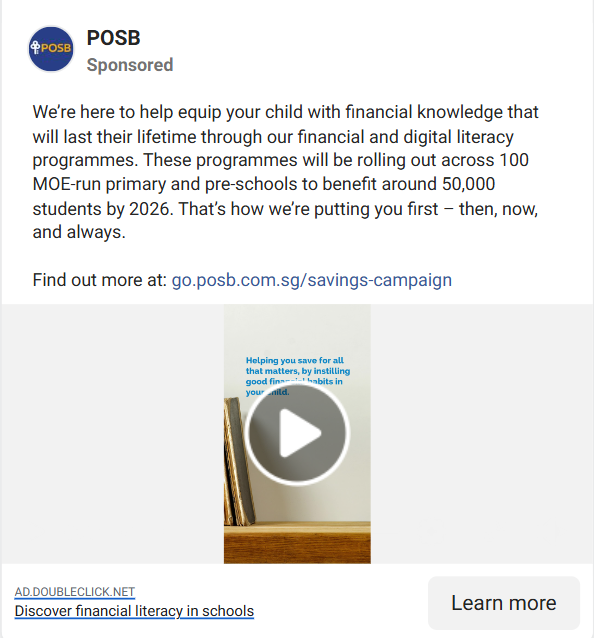 POSB
POSB
Sponsored
We’re here to help equip your child with financial knowledge that
will last their lifetime through our financial and digital literacy
programmes. These programmes will be rolling out across 100
MOE-run primary and pre-schools to benefit around 50,000
students by 2026. That’s how we’re putting you first – then, now,
and always.
Find out more at: go.posb.com.sg/savings-campaign
Helping you save for all
that matters, by instilling
good financial habits in
your child.
AD.DOUBLECLICK.NET
Discover financial literacy in schools
Learn more